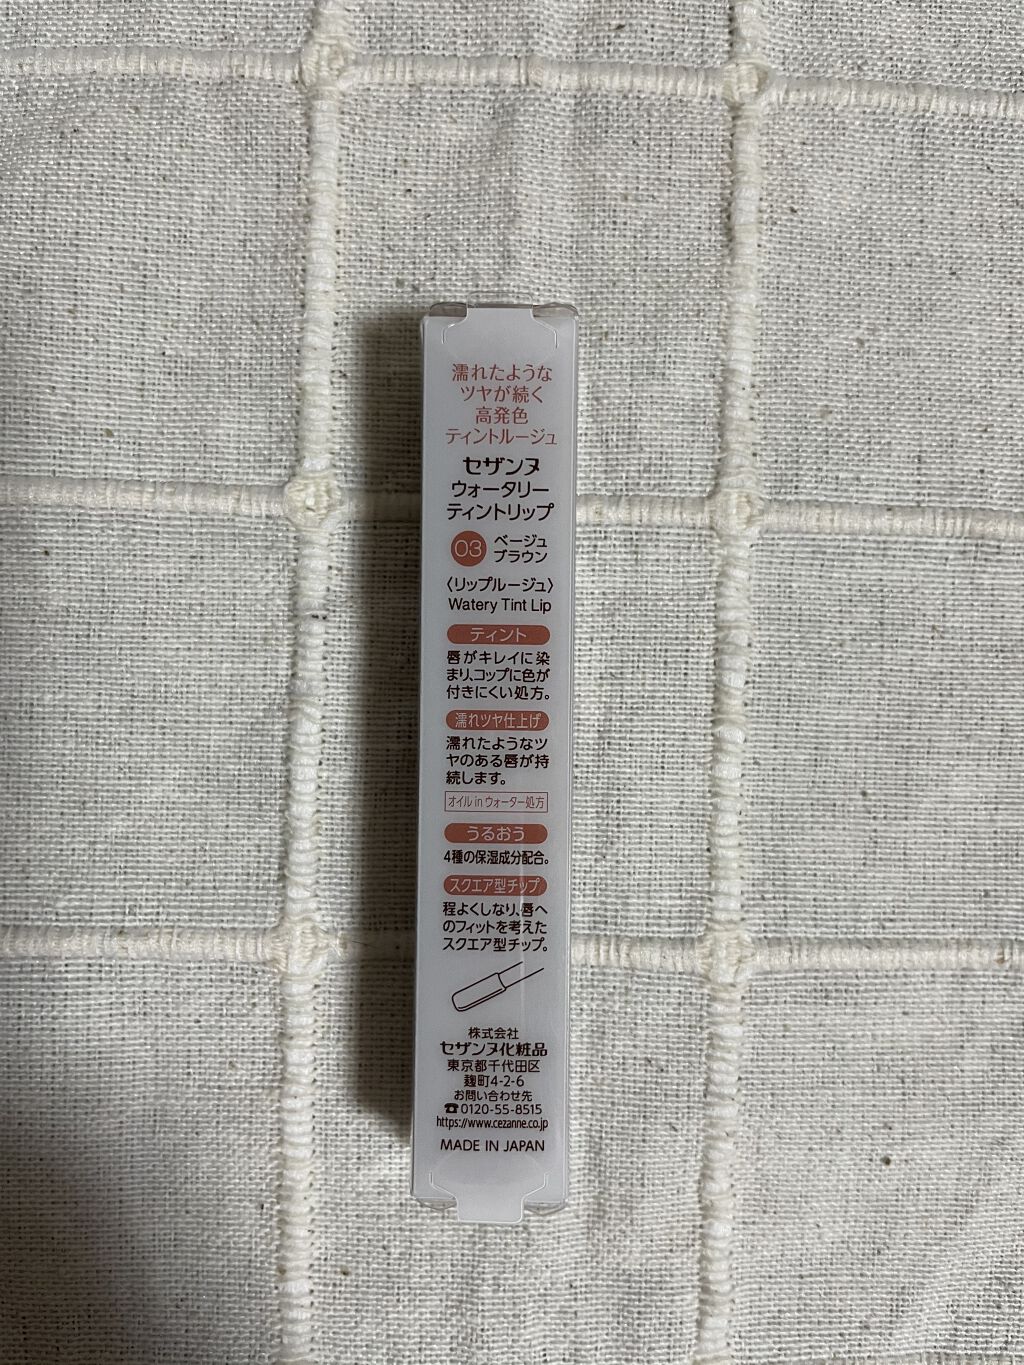 濡れたような
ツヤが続く
高発色
ティントルージュ
セザンヌ
ウォータリー
ティントリップ
03 ベージュ
ブラウン
〈リップルージュ〉
Watery Tint Lip
ティント
唇がキレイに染
まり、コップに色が
付きにくい処方。
濡れツヤ仕上げ
濡れたようなツ
ヤのある唇が持
続します。
オイル in ウォーター処方
うるおう
4種の保湿成分配合。
スクエア型チップ
程よくしなり、唇へ
のフィットを考えた
スクエア型チップ。
株式会社
セザンヌ化粧品
東京都千代田区
麹町4-2-6
お問い合わせ先
☎0120-55-8515
https://www.cezanne.co.jp
MADE IN JAPAN